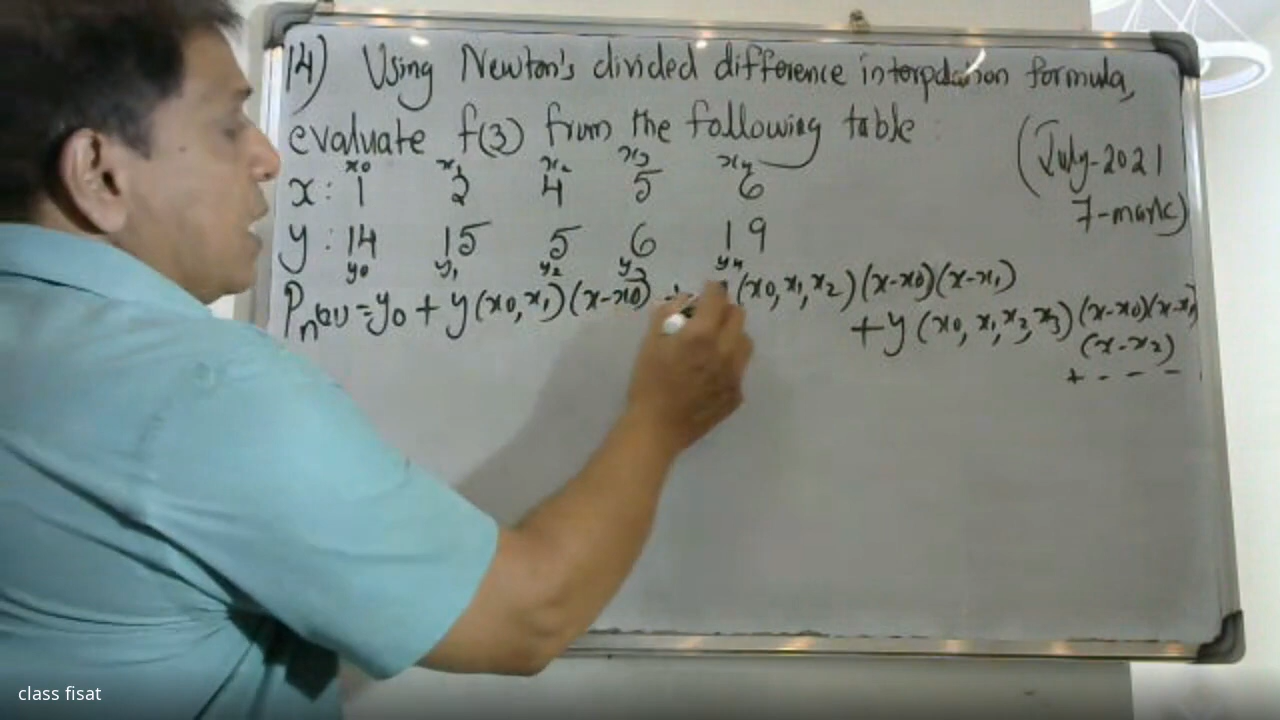 14) Using Newton's divided difference interpolation formula,
evaluate f(3) from the following table :
(July-2021
7-mark)
x0 x1 x2 x3 x4
x: 1 2 4 5 6
y: 14 15 5 6 19
y0 y1 y2 y3 y4
Pn(x) = y0 + y(x0, x1)(x-x0) + (x0, x1, x2)(x-x0)(x-x1)
+ y(x0, x1, x2, x3)(x-x0)(x-x1)
(x-x2)
+ - - -
class fisat